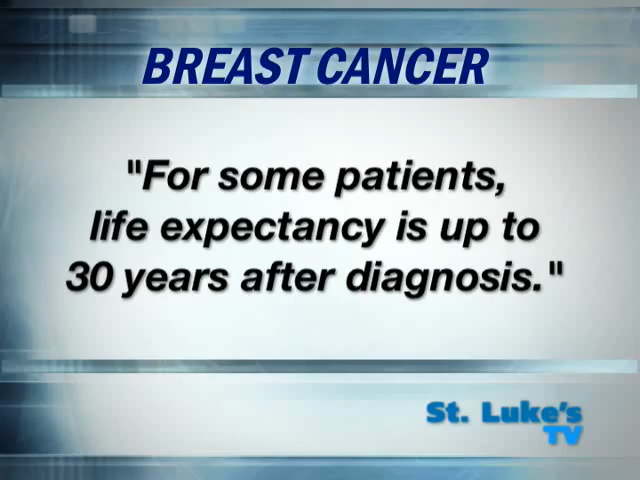 BREAST CANCER
"For some patients,
life expectancy is up to
30 years after diagnosis."
St. Luke's
TV